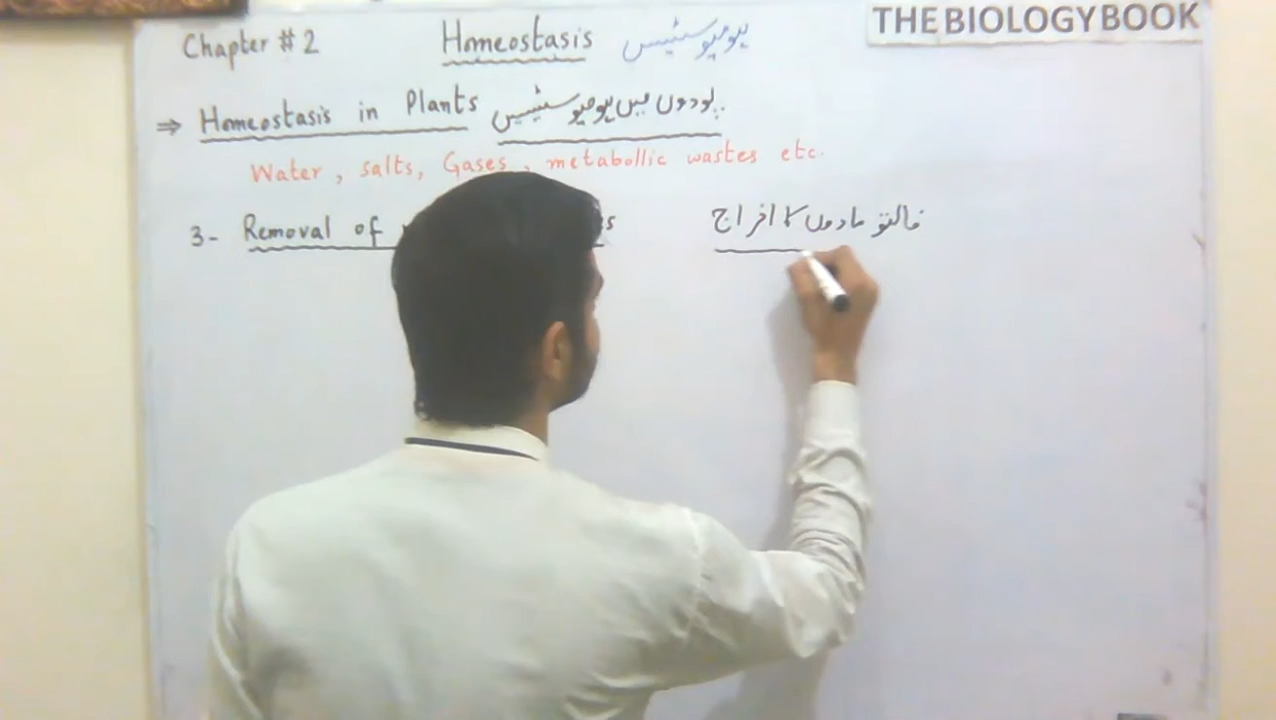 THE BIOLOGY BOOK
Chapter # 2 Homeostasis ہومیوسٹیسس
⇒ Homeostasis in Plants پودوں میں ہومیوسٹیسس
Water, salts, Gases, metabollic wastes etc.
3- Removal of فالتو مادوں کا اخراج